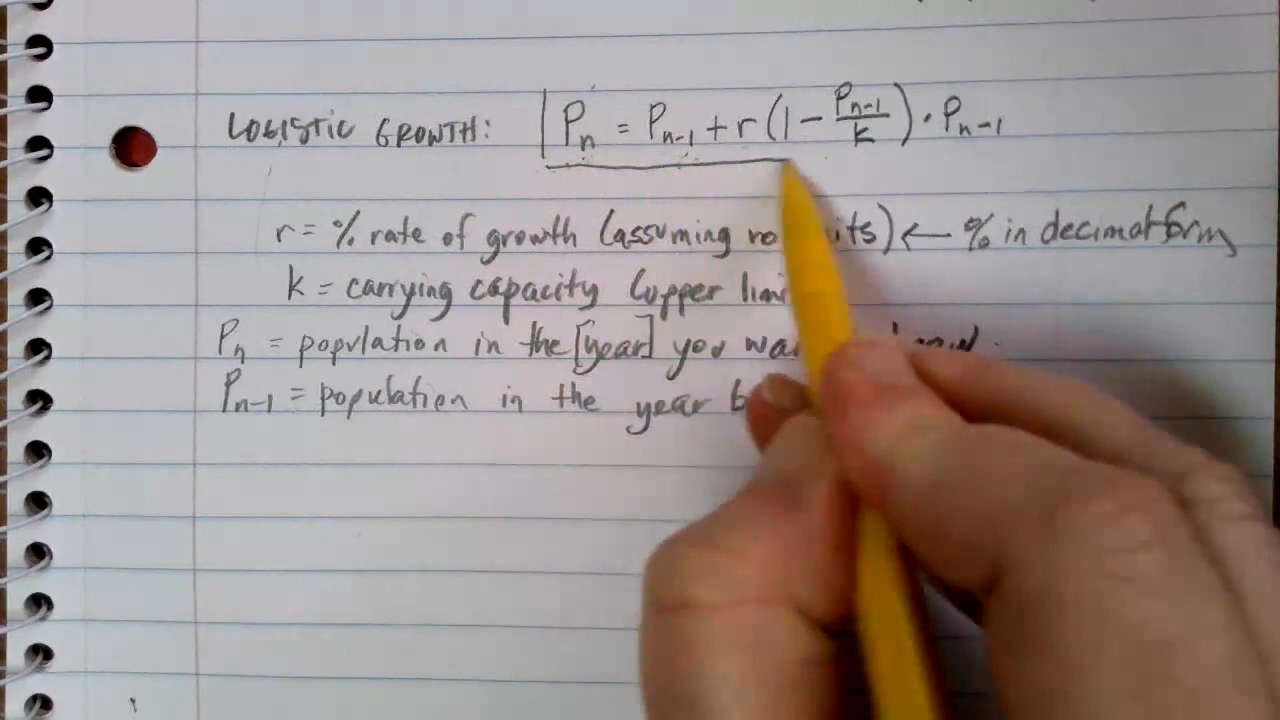 LOGISTIC GROWTH: Pₙ = Pₙ₋₁ + r(1 − Pₙ₋₁/k) · Pₙ₋₁
r = % rate of growth (assuming no ← % in decimal form
k = carrying capacity (upper
Pₙ = population in the [year] you
Pₙ₋₁ = population in the year